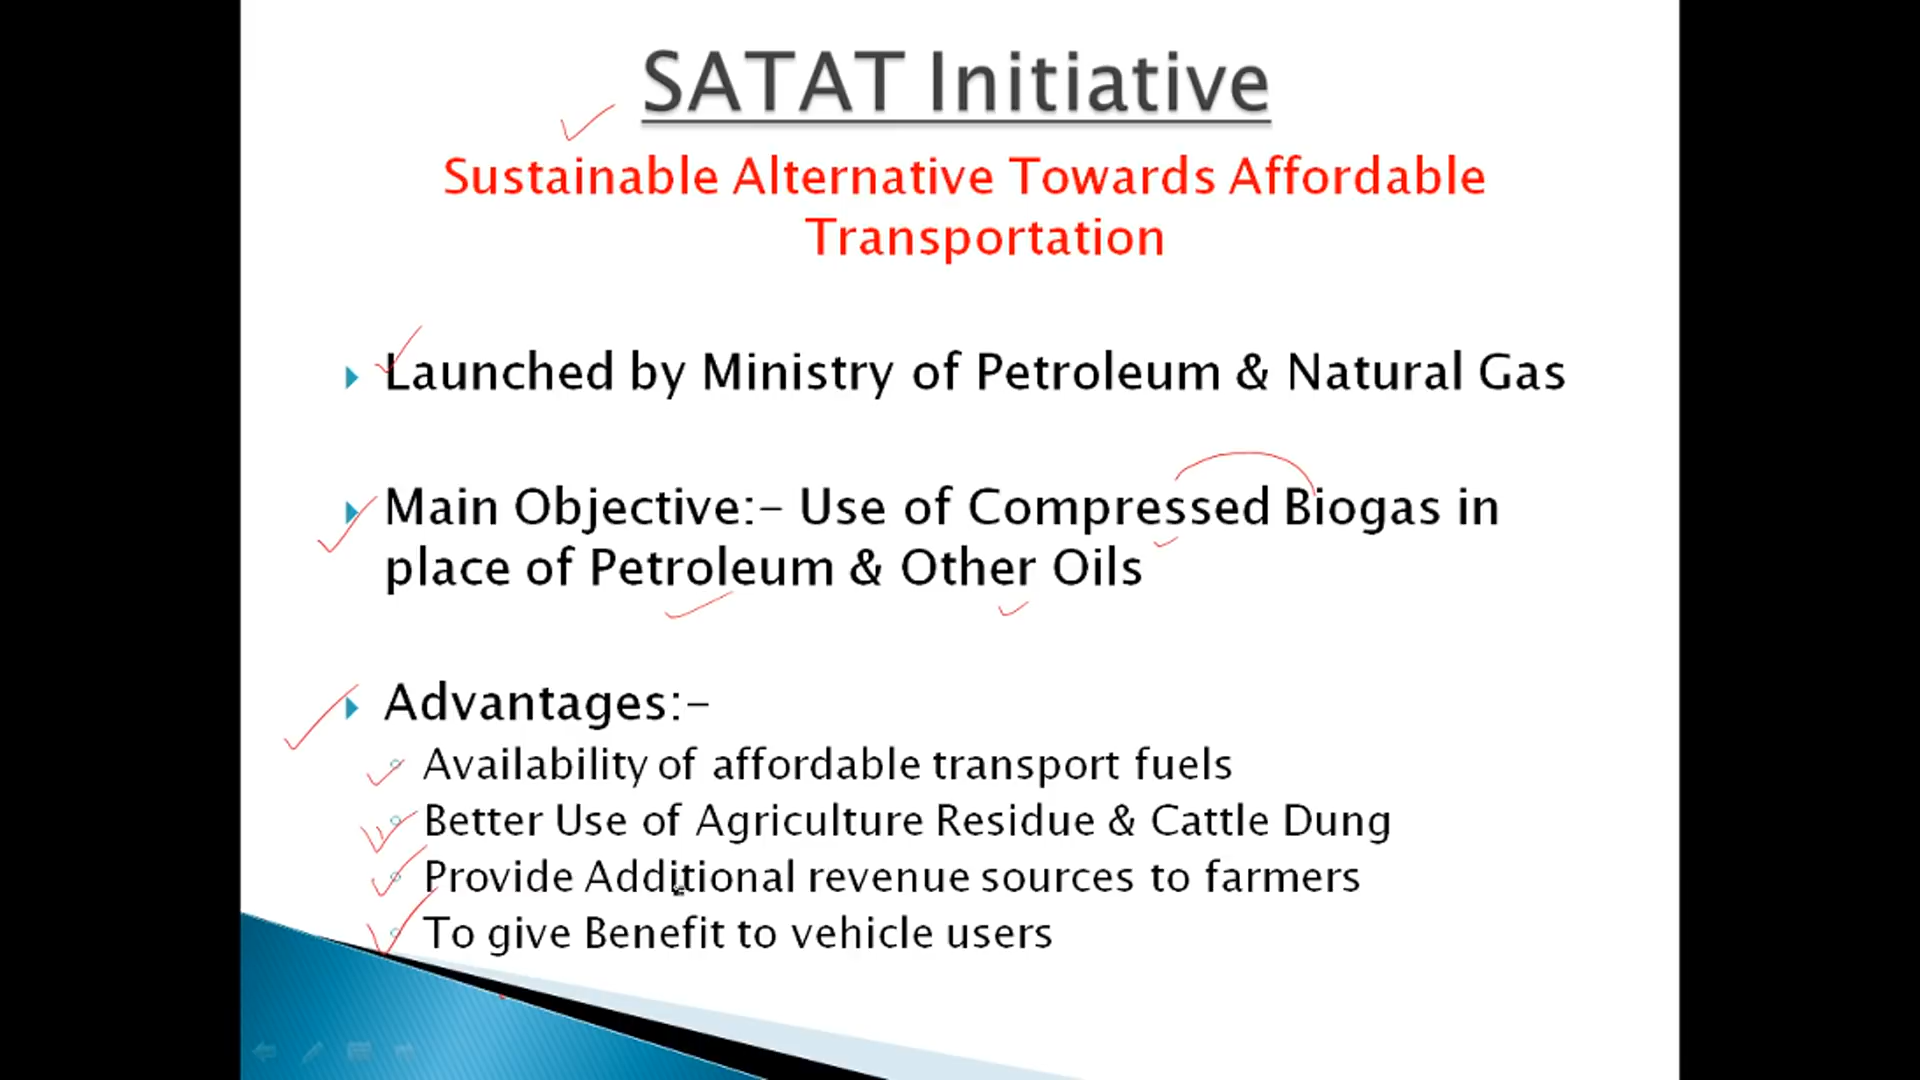 SATAT Initiative
Sustainable Alternative Towards Affordable
Transportation
Launched by Ministry of Petroleum & Natural Gas
Main Objective:- Use of Compressed Biogas in
place of Petroleum & Other Oils
Advantages:-
Availability of affordable transport fuels
Better Use of Agriculture Residue & Cattle Dung
Provide Additional revenue sources to farmers
To give Benefit to vehicle users